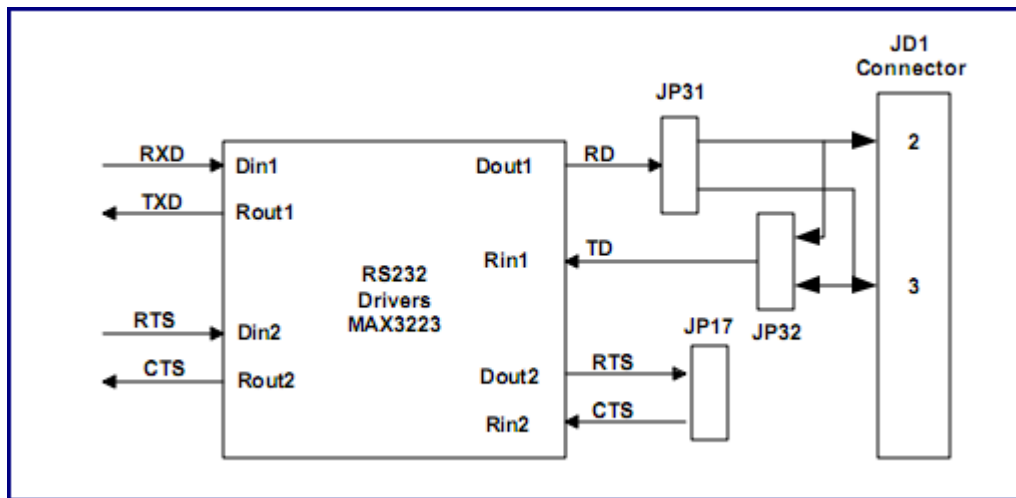 JD1
Connector
JP31
RXD
Din1
Dout1
RD
2
TXD
Rout1
TD
Rin1
RS232
Drivers
MAX3223
3
RTS
Din2
JP17
JP32
CTS
Rout2
Dout2
RTS
Rin2
CTS